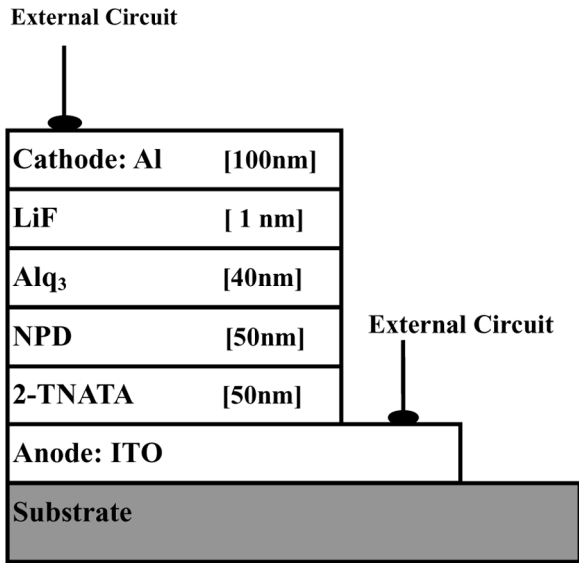 External Circuit
Cathode: Al [100nm]
LiF [ 1 nm]
Alq₃ [40nm]
External Circuit
NPD [50nm]
2-TNATA [50nm]
Anode: ITO
Substrate